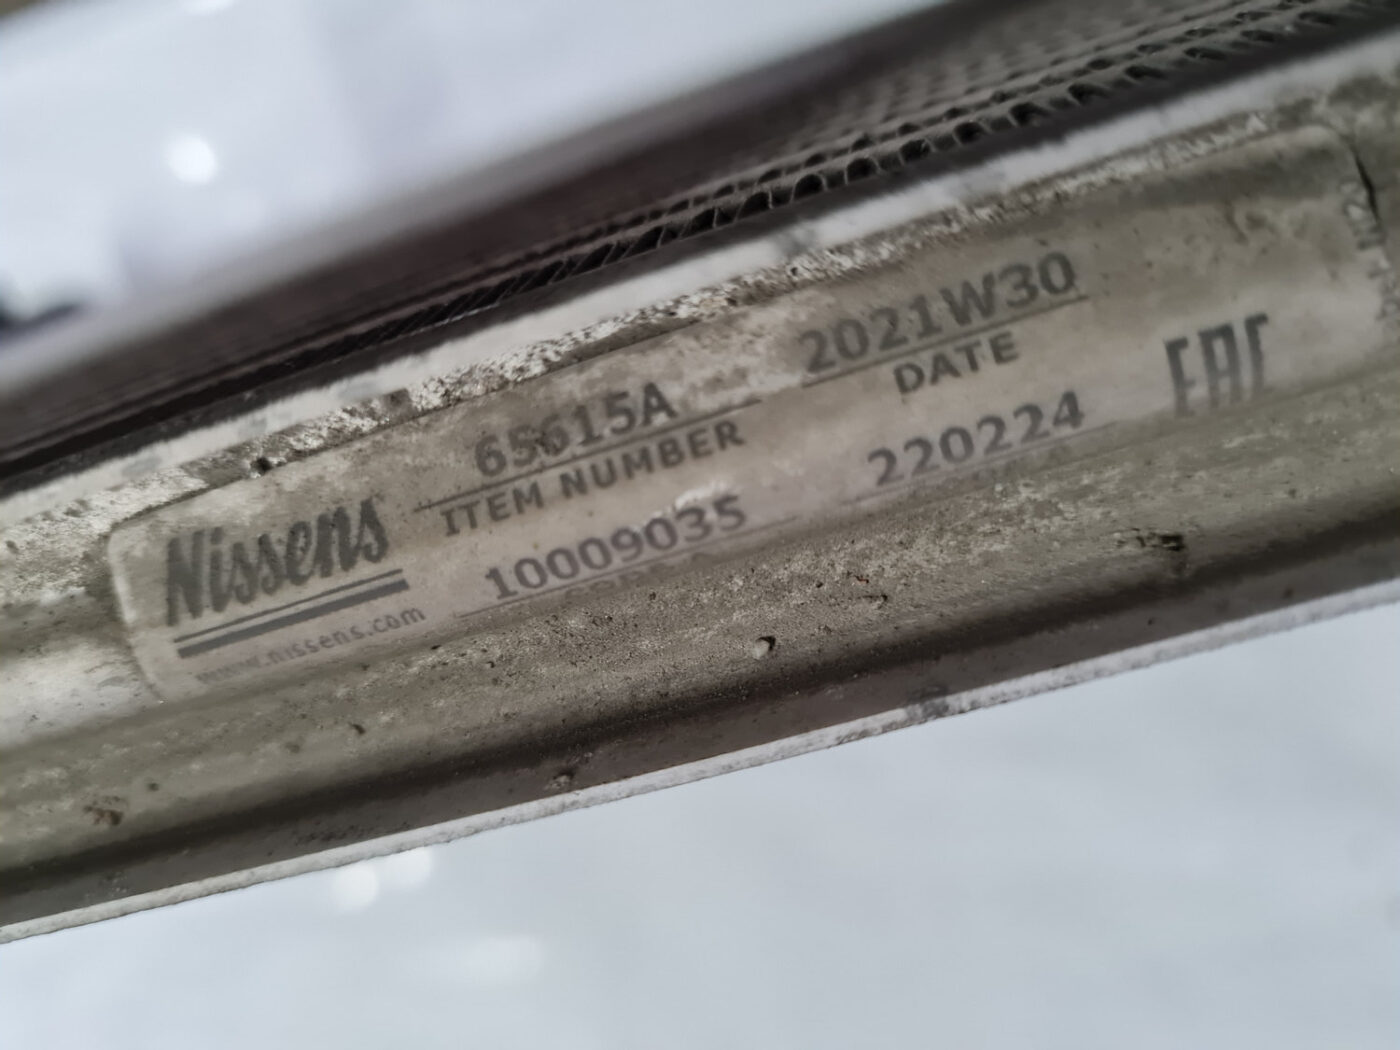 Nissens
www.nissens.com
65615A
ITEM NUMBER
10009035
2021W30
DATE
220224
EAC